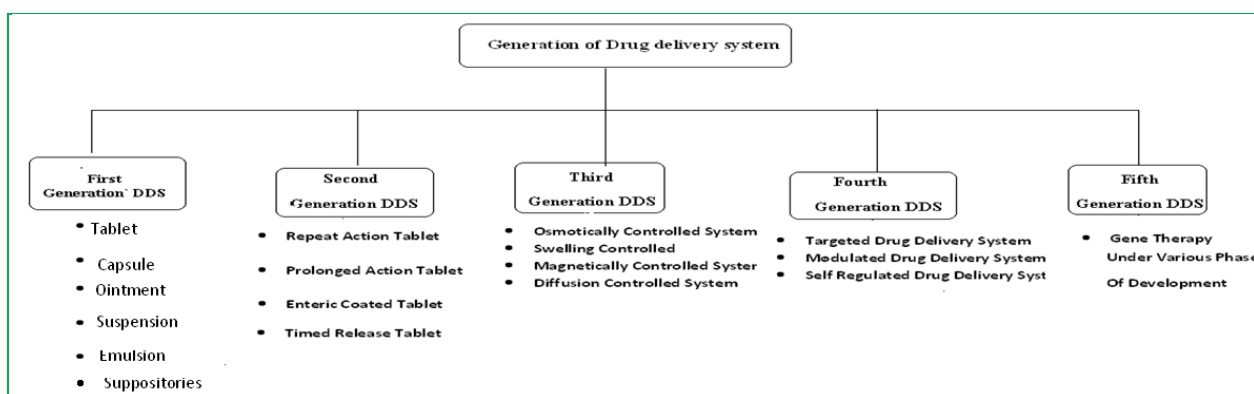 Generation of Drug delivery system
First
Generation` DDS
• Tablet
• Capsule
• Ointment
• Suspension
• Emulsion
• Suppositories
Second
Generation DDS
• Repeat Action Tablet
• Prolonged Action Tablet
• Enteric Coated Tablet
• Timed Release Tablet
Third
Generation DDS
• Osmotically Controlled System
• Swelling Controlled
• Magnetically Controlled Syster
• Diffusion Controlled System
Fourth
Generation DDS
• Targeted Drug Delivery System
• Modulated Drug Delivery System
• Self Regulated Drug Delivery Syst
Fifth
Generation DDS
• Gene Therapy
Under Various Phase
Of Development